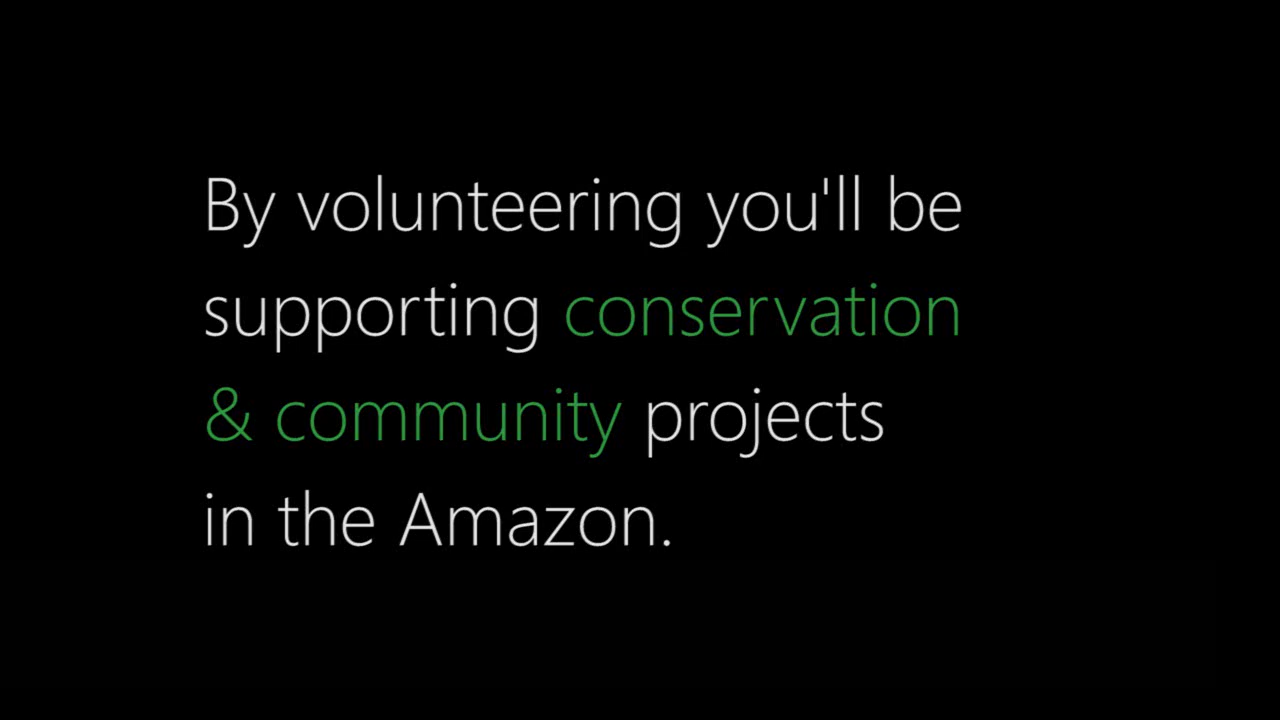 By volunteering you'll be
supporting conservation
& community projects
in the Amazon.